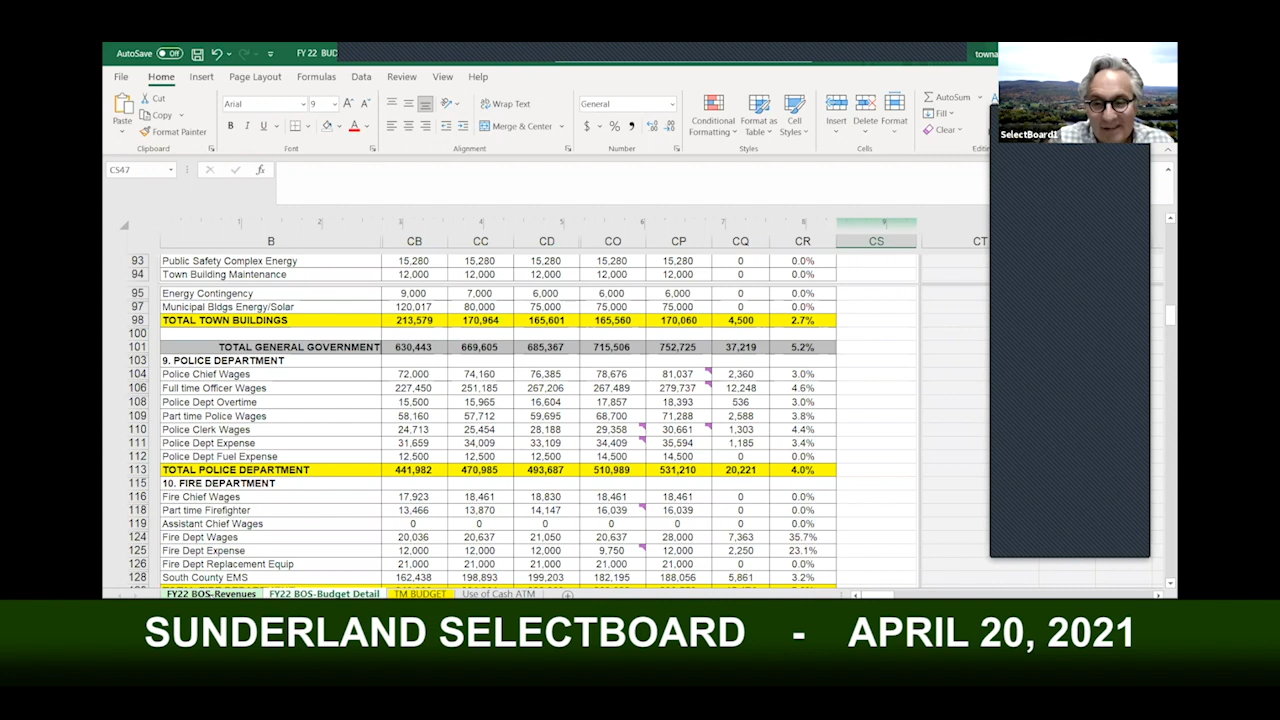 AutoSave Off FY 22 BUD towna
File Home Insert Page Layout Formulas Data Review View Help
Cut
Copy
Paste Format Painter
Clipboard
Arial 9
B I U
Font
Wrap Text
Merge & Center
Alignment
General
$ % ,
Number
Conditional Formatting Format as Table Cell Styles
Styles
Insert Delete Format
Cells
AutoSum
Fill
Clear
SelectBoard1
CS47 fx
1 2 3 4 5 6 7 8 9
B CB CC CD CO CP CQ CR CS CT
93 Public Safety Complex Energy 15,280 15,280 15,280 15,280 15,280 0 0.0%
94 Town Building Maintenance 12,000 12,000 12,000 12,000 12,000 0 0.0%
95 Energy Contingency 9,000 7,000 6,000 6,000 6,000 0 0.0%
97 Municipal Bldgs Energy/Solar 120,017 80,000 75,000 75,000 75,000 0 0.0%
98 TOTAL TOWN BUILDINGS 213,579 170,964 165,601 165,560 170,060 4,500 2.7%
100
101 TOTAL GENERAL GOVERNMENT 630,443 669,605 685,367 715,506 752,725 37,219 5.2%
103 9. POLICE DEPARTMENT
104 Police Chief Wages 72,000 74,160 76,385 78,676 81,037 2,360 3.0%
106 Full time Officer Wages 227,450 251,185 267,206 267,489 279,737 12,248 4.6%
108 Police Dept Overtime 15,500 15,965 16,604 17,857 18,393 536 3.0%
109 Part time Police Wages 58,160 57,712 59,695 68,700 71,288 2,588 3.8%
110 Police Clerk Wages 24,713 25,454 28,188 29,358 30,661 1,303 4.4%
111 Police Dept Expense 31,659 34,009 33,109 34,409 35,594 1,185 3.4%
112 Police Dept Fuel Expense 12,500 12,500 12,500 14,500 14,500 0 0.0%
113 TOTAL POLICE DEPARTMENT 441,982 470,985 493,687 510,989 531,210 20,221 4.0%
115 10. FIRE DEPARTMENT
116 Fire Chief Wages 17,923 18,461 18,830 18,461 18,461 0 0.0%
118 Part time Firefighter 13,466 13,870 14,147 16,039 16,039 0 0.0%
119 Assistant Chief Wages 0 0 0 0 0 0 0.0%
124 Fire Dept Wages 20,036 20,637 21,050 20,637 28,000 7,363 35.7%
125 Fire Dept Expense 12,000 12,000 12,000 9,750 12,000 2,250 23.1%
126 Fire Dept Replacement Equip 21,000 21,000 21,000 21,000 21,000 0 0.0%
128 South County EMS 162,438 198,893 199,203 182,195 188,056 5,861 3.2%
FY22 BOS-Revenues FY22 BOS-Budget Detail TM BUDGET Use of Cash ATM
SUNDERLAND SELECTBOARD - APRIL 20, 2021